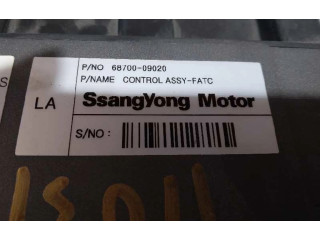 P/NO 68700-09020
P/NAME CONTROL ASSY-FATC
S
LA
SsangYong Motor
S/NO :